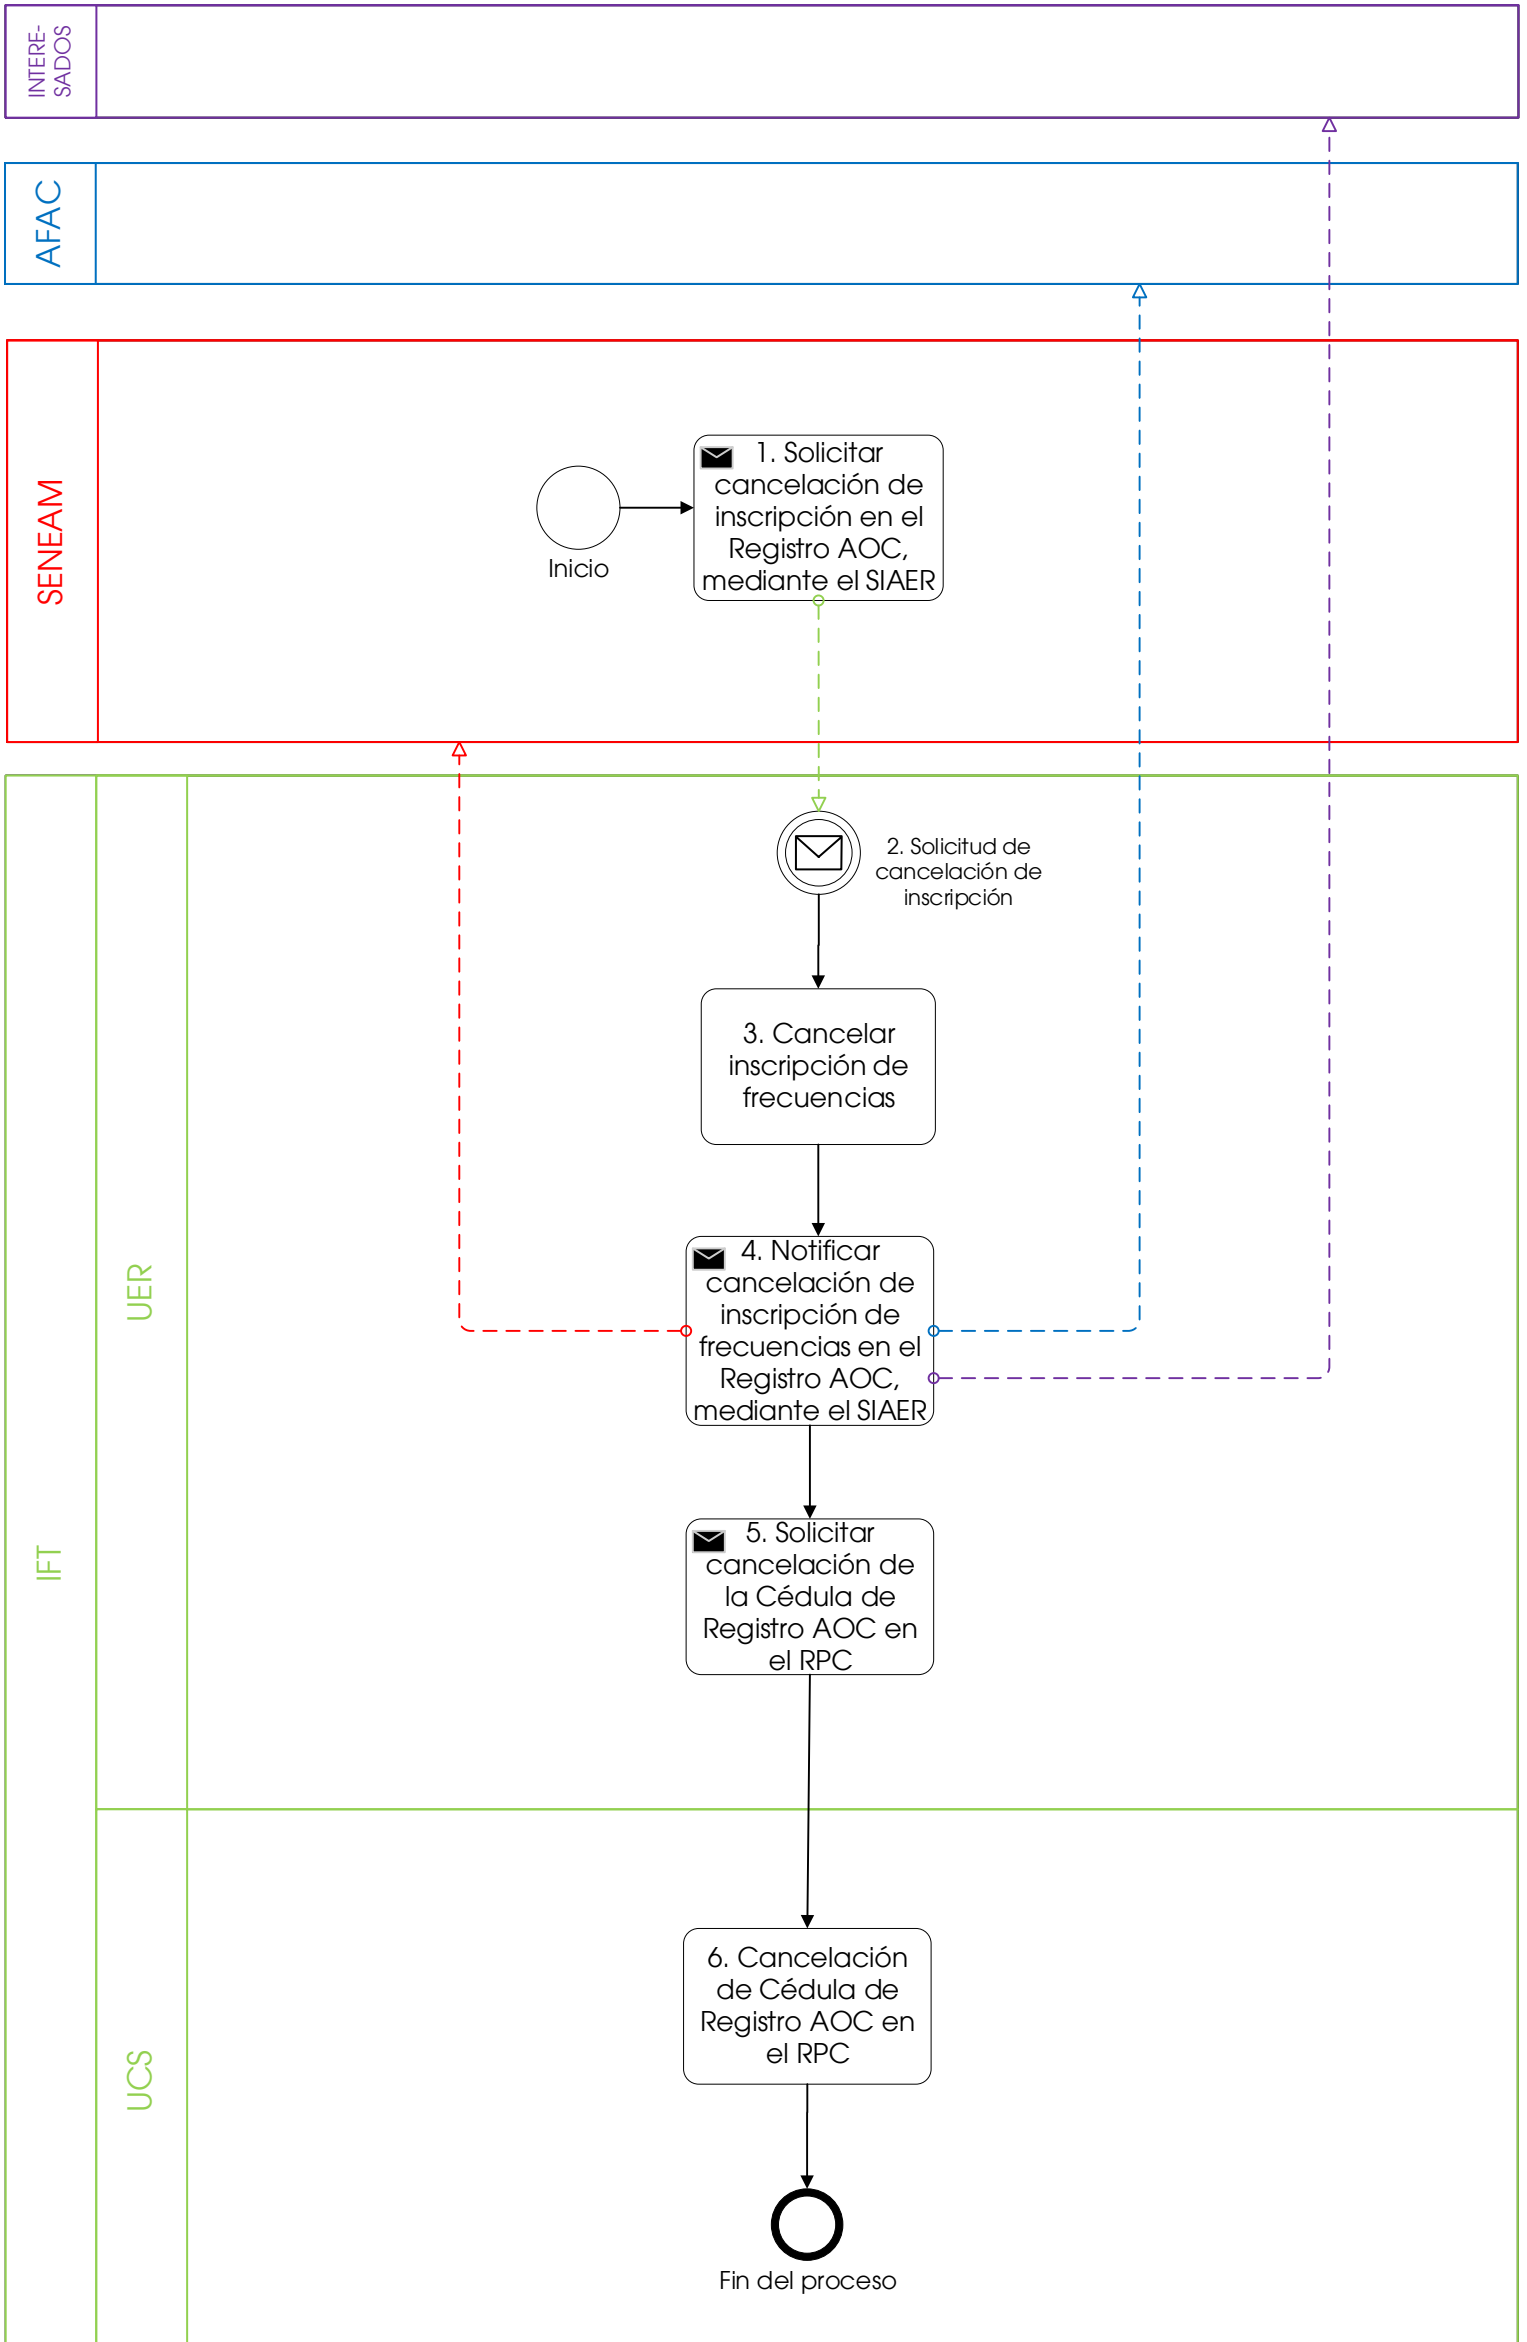 INTERE-
SADOS
AFAC
SENEAM
1. Solicitar
cancelación de
inscripción en el
Registro AOC,
mediante el SIAER
Inicio
IFT
UER
2. Solicitud de
cancelación de
inscripción
3. Cancelar
inscripción de
frecuencias
4. Notificar
cancelación de
inscripción de
frecuencias en el
Registro AOC,
mediante el SIAER
5. Solicitar
cancelación de
la Cédula de
Registro AOC en
el RPC
UCS
6. Cancelación
de Cédula de
Registro AOC en
el RPC
Fin del proceso